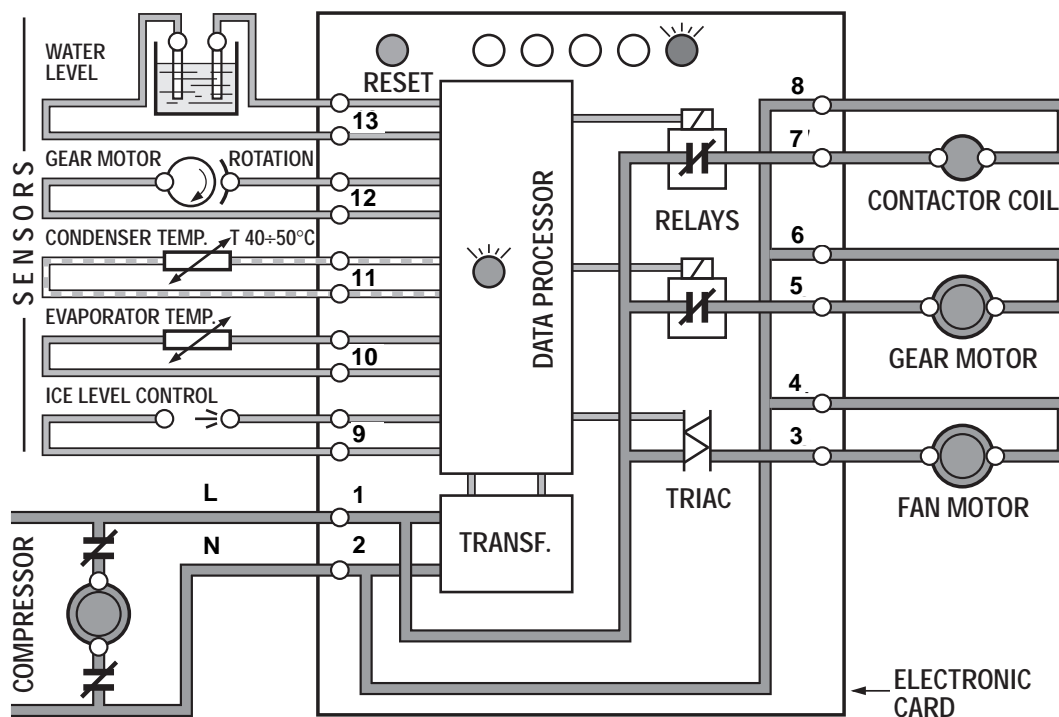 SENSORS
WATER
LEVEL
RESET
13
GEAR MOTOR
ROTATION
12
CONDENSER TEMP.
T 40÷50°C
11
EVAPORATOR TEMP.
10
ICE LEVEL CONTROL
9
L
1
N
2
COMPRESSOR
DATA PROCESSOR
TRANSF.
RELAYS
TRIAC
8
7
CONTACTOR COIL
6
5
GEAR MOTOR
4
3
FAN MOTOR
ELECTRONIC
CARD